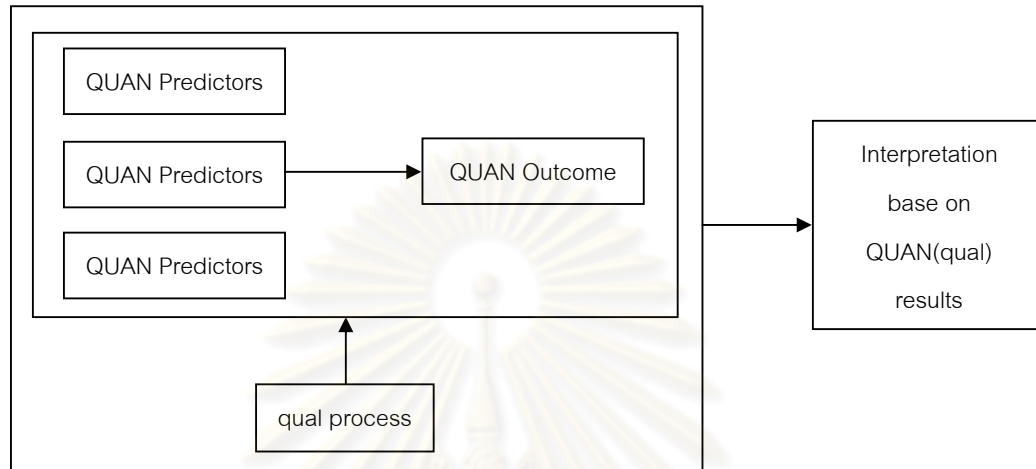 QUAN Predictors
QUAN Predictors
QUAN Outcome
QUAN Predictors
qual process
Interpretation
base on
QUAN(qual)
results